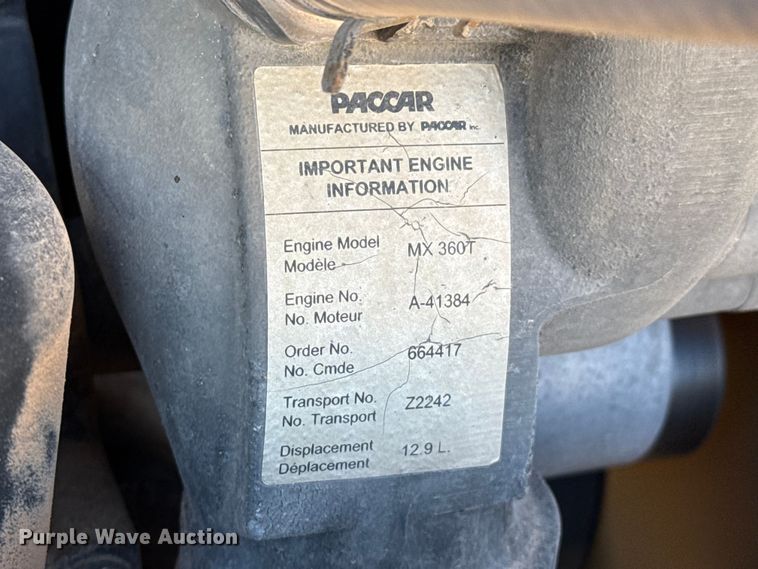 PACCAR
MANUFACTURED BY PACCAR Inc.
IMPORTANT ENGINE
INFORMATION
Engine Model MX 360T
Modèle
Engine No. A-41384
No. Moteur
Order No. 664417
No. Cmde
Transport No. Z2242
No. Transport
Displacement 12.9 L.
Déplacement
Purple Wave Auction